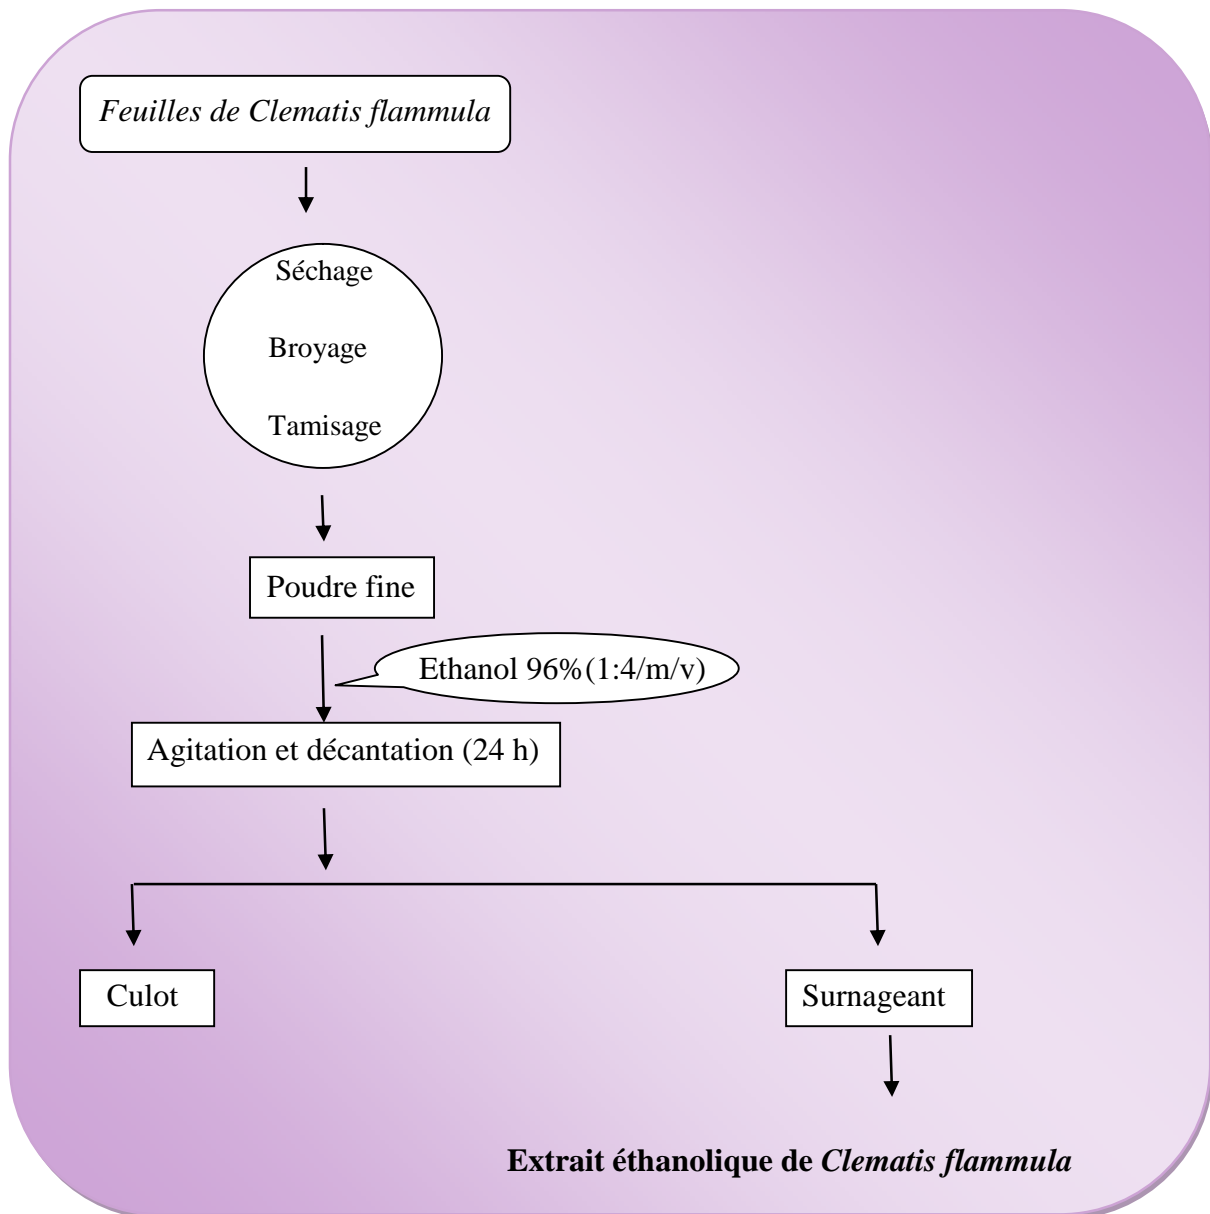 Feuilles de Clematis flammula
Séchage
Broyage
Tamisage
Poudre fine
Ethanol 96%(1:4/m/v)
Agitation et décantation (24 h)
Culot
Surnageant
Extrait éthanolique de Clematis flammula